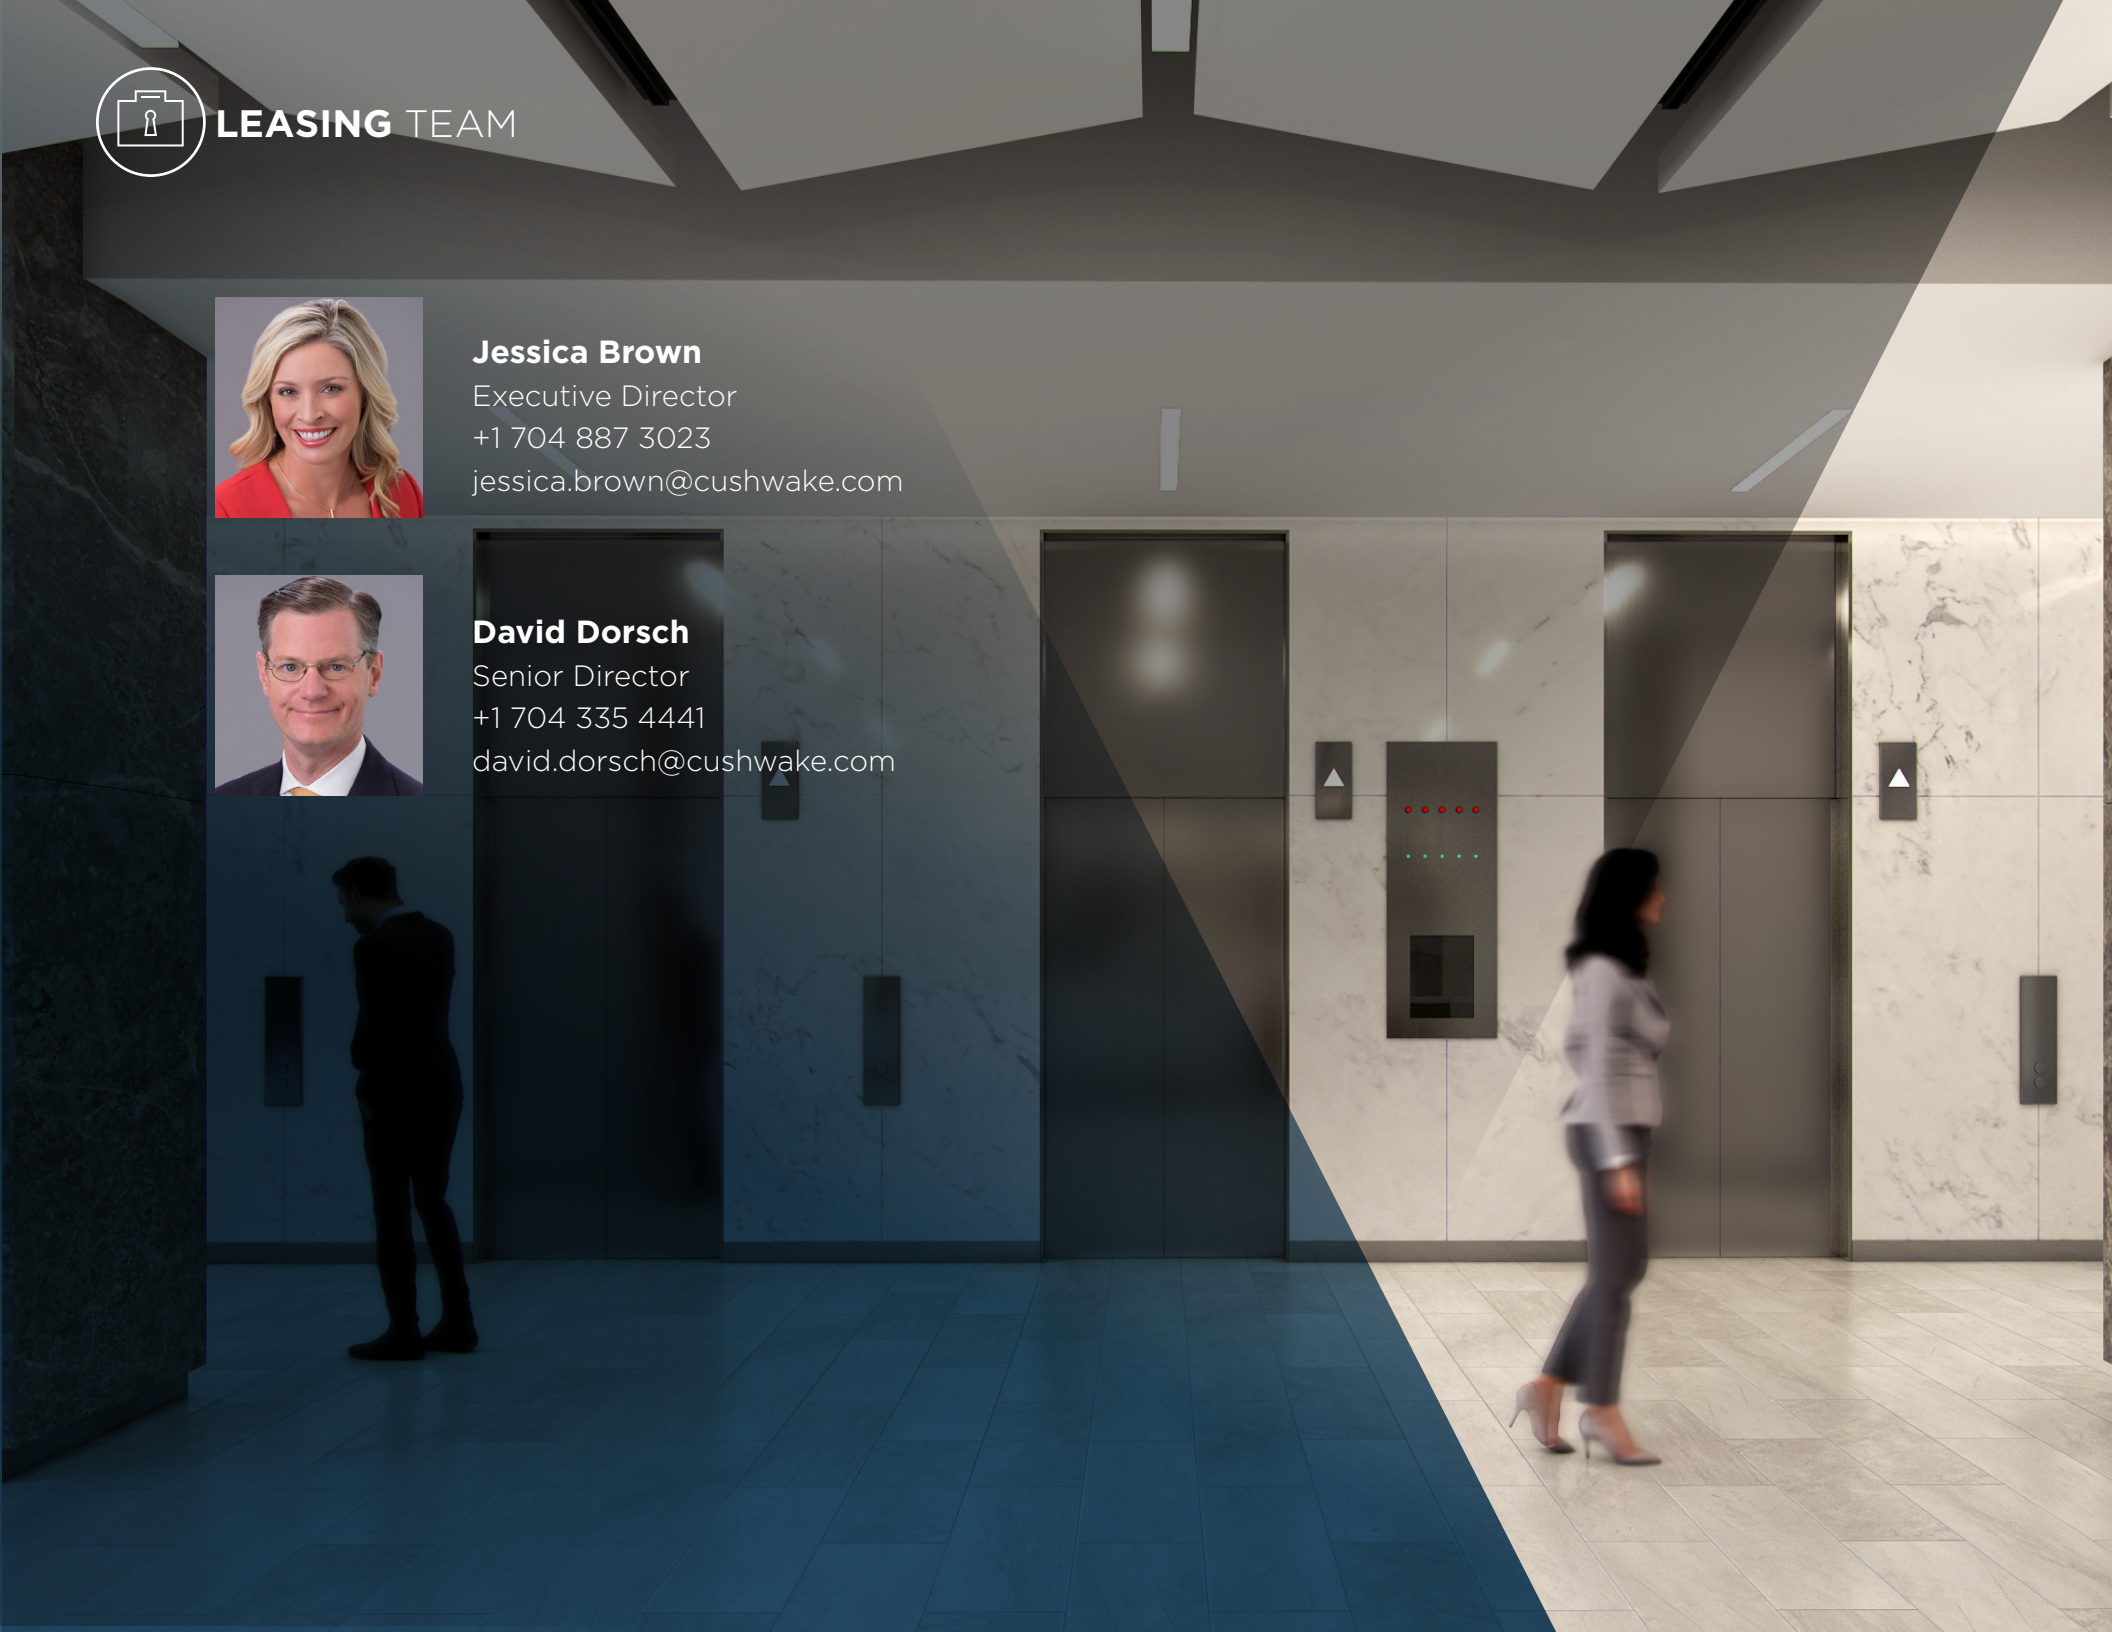 LEASING TEAM
Jessica Brown
Executive Director
+1 704 887 3023
jessica.brown@cushwake.com
David Dorsch
Senior Director
+1 704 335 4441
david.dorsch@cushwake.com